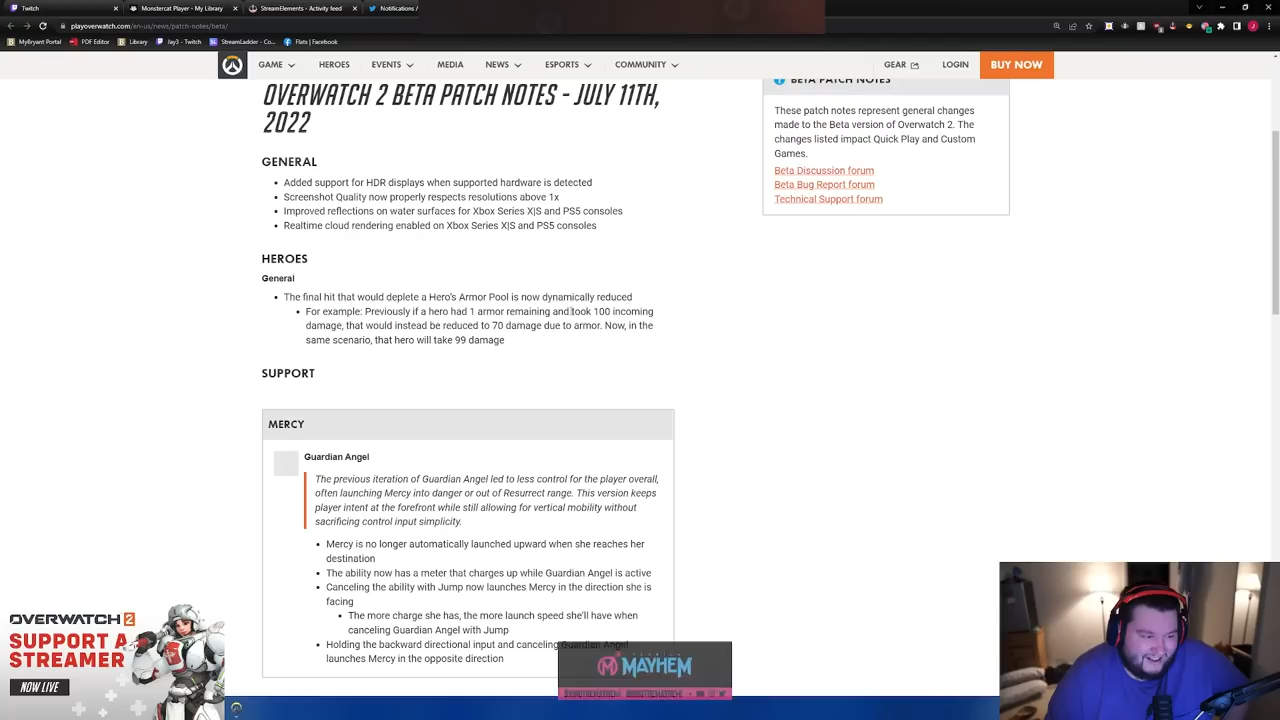 Twitch
Monstercat Player - My Library
StreamElements - Activity feed
Notifications /
playoverwatch.com/en-us/news/patch-notes/beta/
MyBryant Portal
PDF Editor
Library
Jay3 - Twitch
StreamLadder - Co...
Flats | Facebook
GAME
HEROES
EVENTS
MEDIA
NEWS
ESPORTS
COMMUNITY
GEAR
LOGIN
BUY NOW
OVERWATCH 2 BETA PATCH NOTES - JULY 11TH,
2022
BETA PATCH NOTES
These patch notes represent general changes
made to the Beta version of Overwatch 2. The
changes listed impact Quick Play and Custom
Games.
Beta Discussion forum
Beta Bug Report forum
Technical Support forum
GENERAL
Added support for HDR displays when supported hardware is detected
Screenshot Quality now properly respects resolutions above 1x
Improved reflections on water surfaces for Xbox Series X|S and PS5 consoles
Realtime cloud rendering enabled on Xbox Series X|S and PS5 consoles
HEROES
General
The final hit that would deplete a Hero's Armor Pool is now dynamically reduced
For example: Previously if a hero had 1 armor remaining and took 100 incoming
damage, that would instead be reduced to 70 damage due to armor. Now, in the
same scenario, that hero will take 99 damage
SUPPORT
MERCY
Guardian Angel
The previous iteration of Guardian Angel led to less control for the player overall,
often launching Mercy into danger or out of Resurrect range. This version keeps
player intent at the forefront while still allowing for vertical mobility without
sacrificing control input simplicity.
Mercy is no longer automatically launched upward when she reaches her
destination
The ability now has a meter that charges up while Guardian Angel is active
Canceling the ability with Jump now launches Mercy in the direction she is
facing
The more charge she has, the more launch speed she'll have when
canceling Guardian Angel with Jump
Holding the backward directional input and canceling Guardian Angel
launches Mercy in the opposite direction
OVERWATCH 2
SUPPORT A
STREAMER
NOW LIVE
MAYHEM